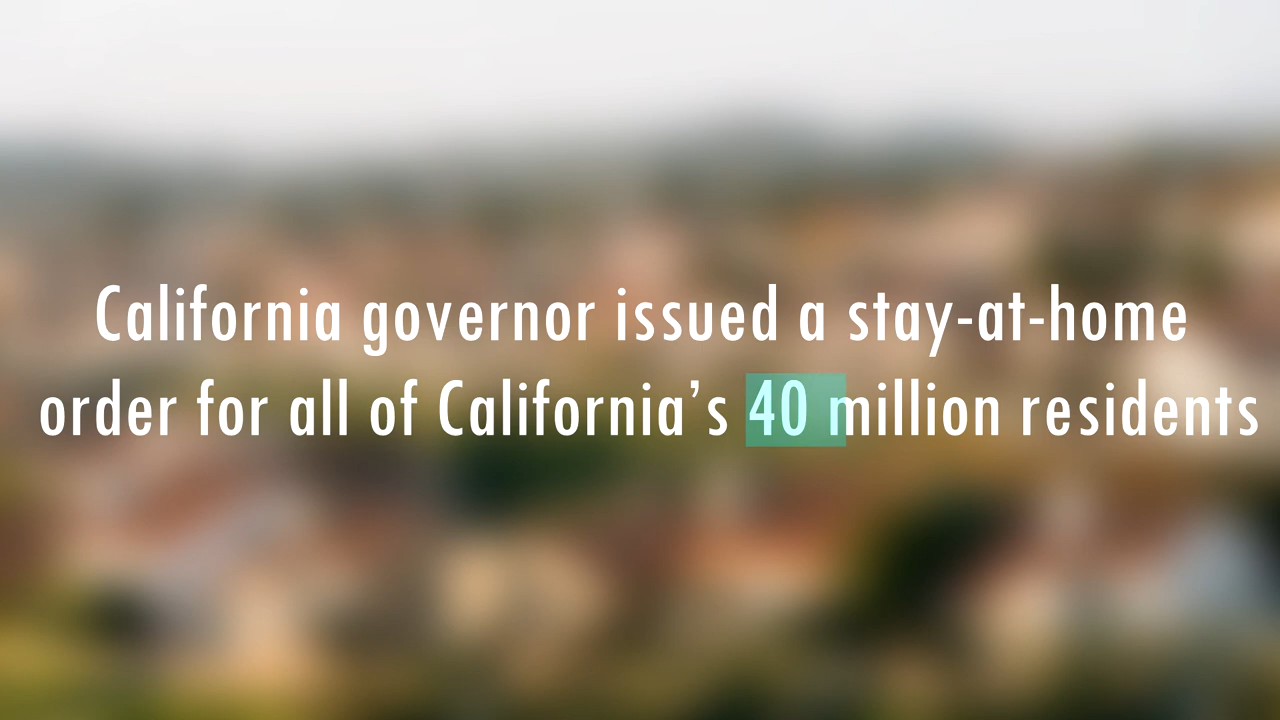 California governor issued a stay-at-home
order for all of California’s 40 million residents